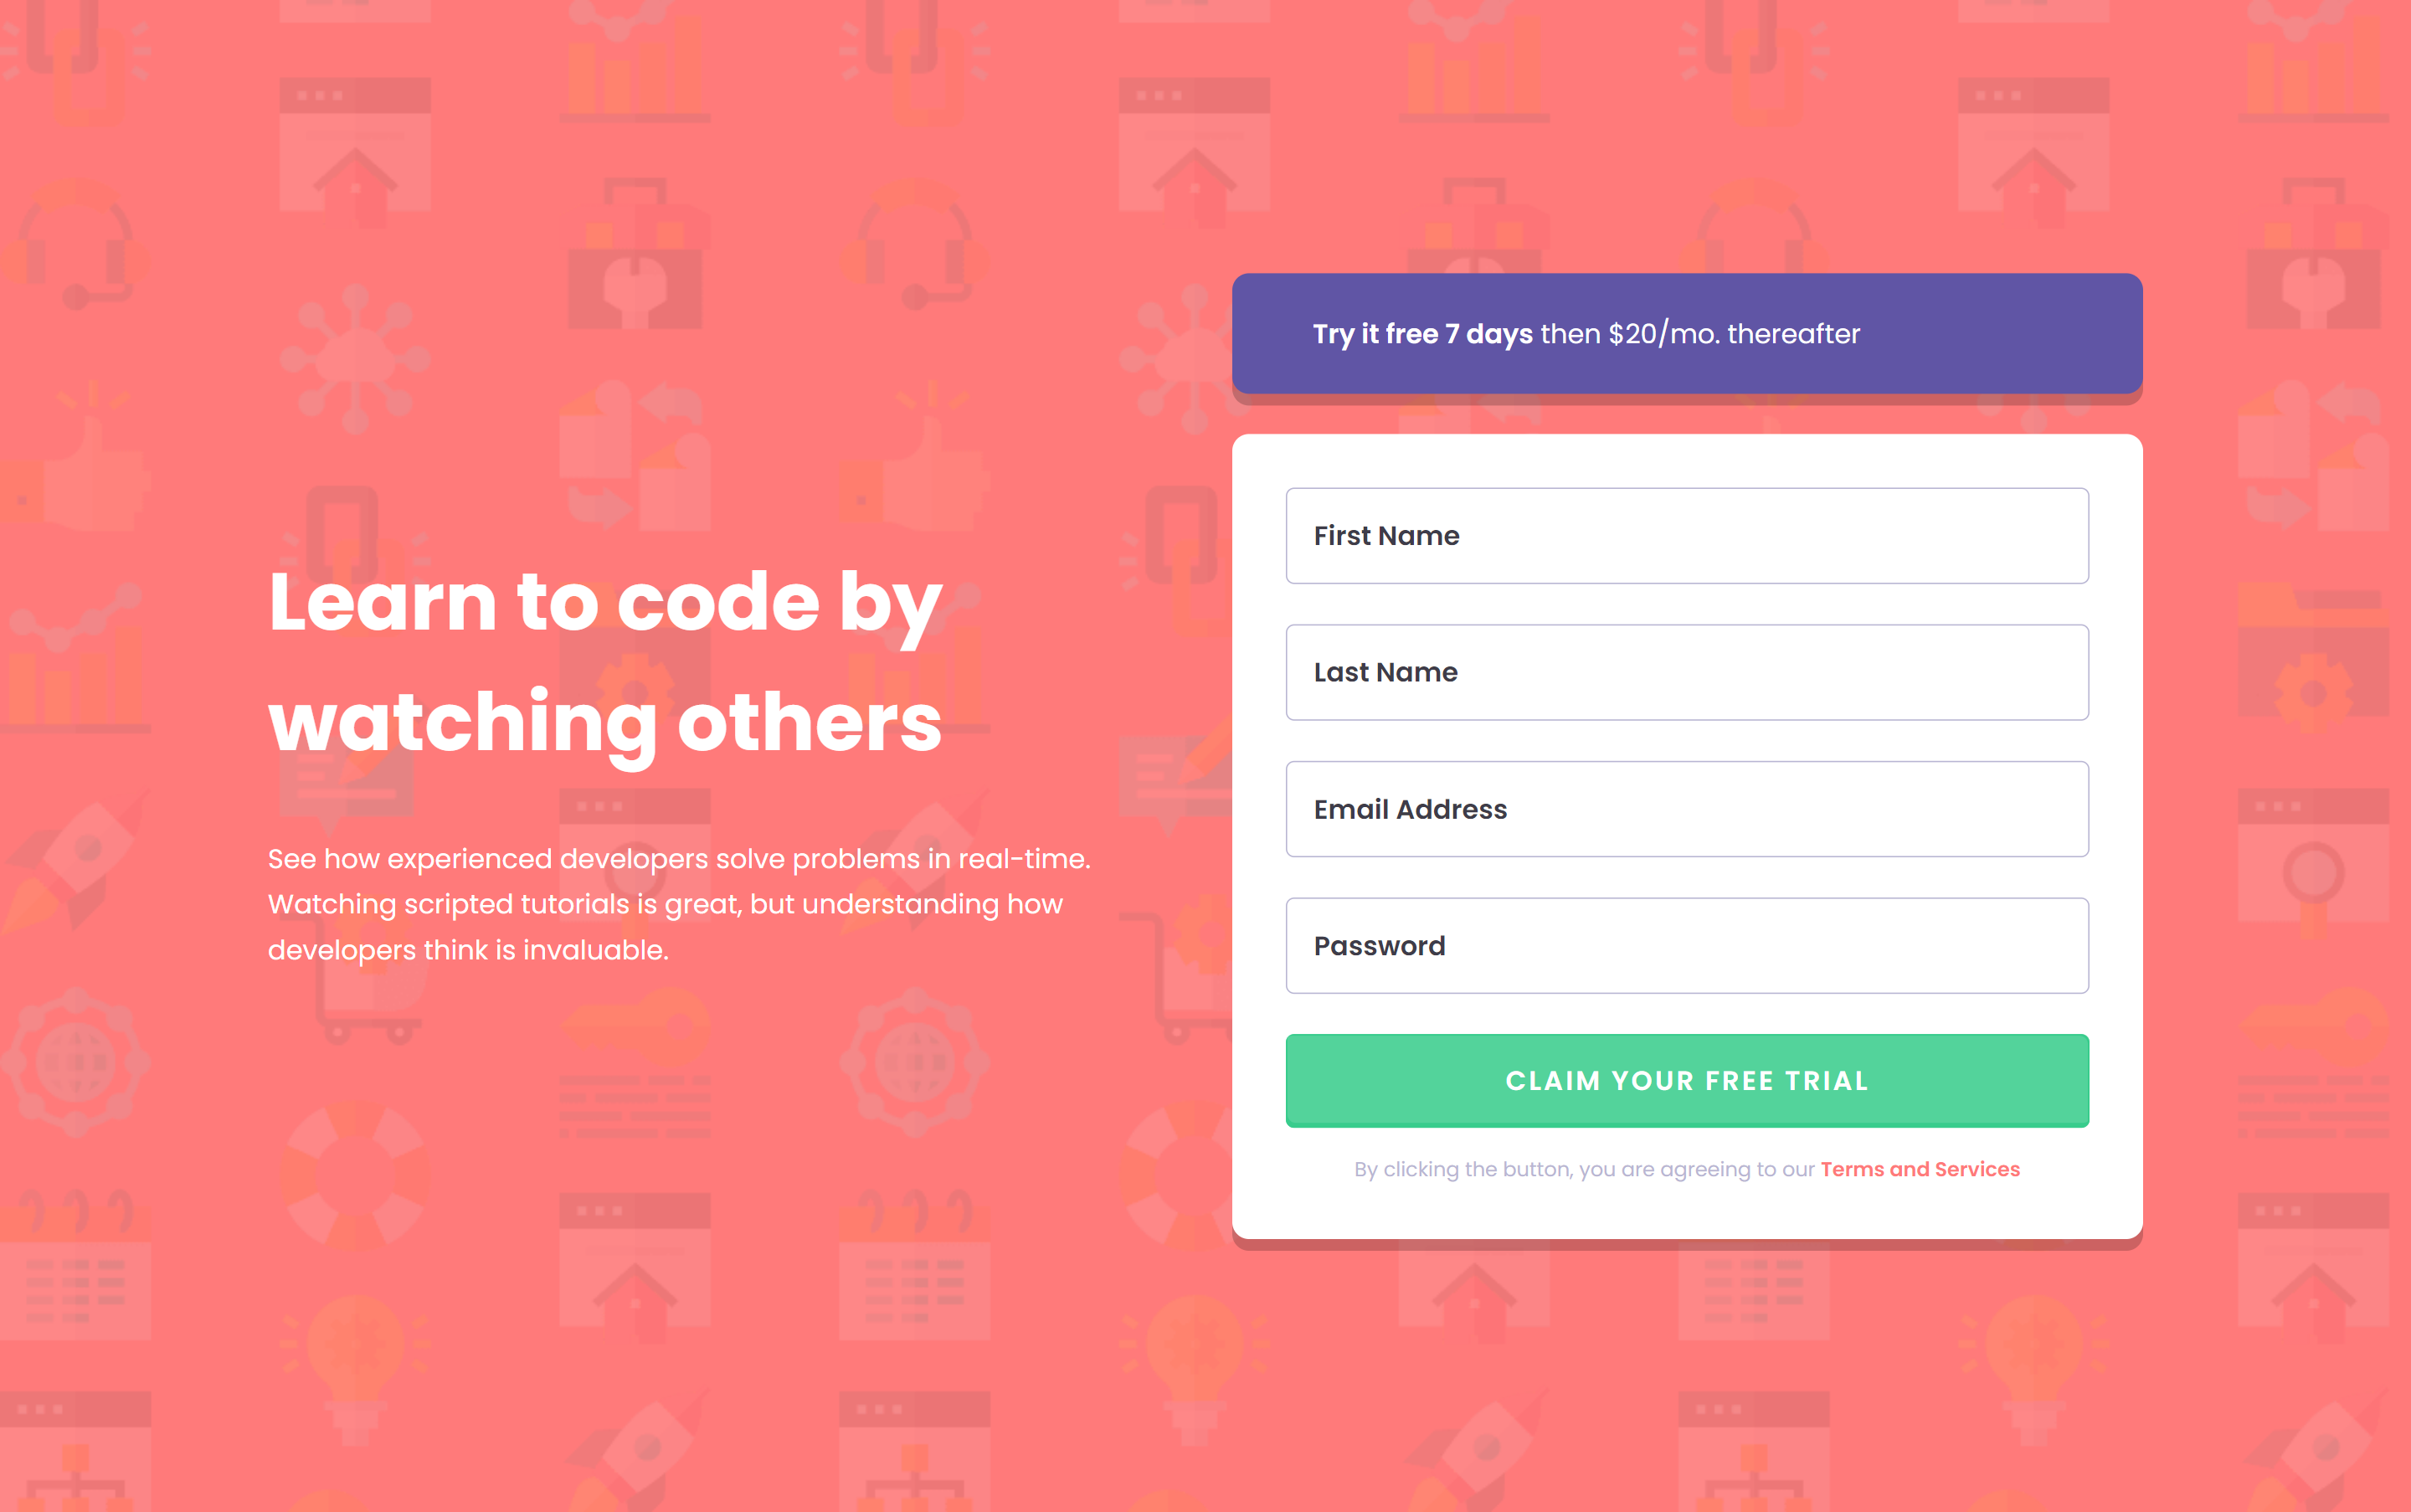 Learn to code by
watching others
See how experienced developers solve problems in real-time.
Watching scripted tutorials is great, but understanding how
developers think is invaluable.
Try it free 7 days then $20/mo. thereafter
First Name
Last Name
Email Address
Password
CLAIM YOUR FREE TRIAL
By clicking the button, you are agreeing to our Terms and Services